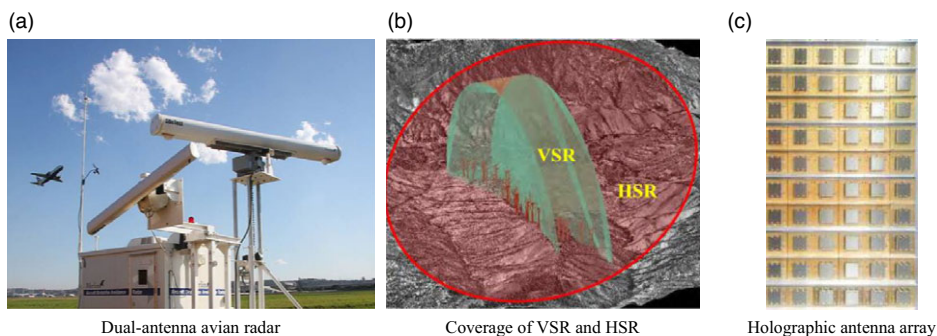 (a)
(b)
(c)
VSR
HSR
Dual-antenna avian radar
Coverage of VSR and HSR
Holographic antenna array